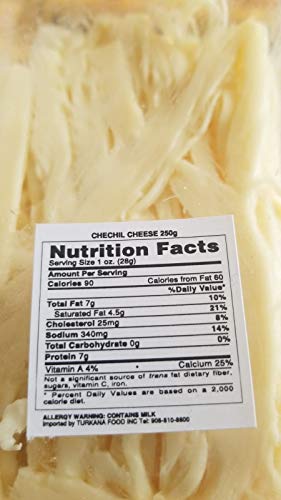 CHECHIL CHEESE 250g
Nutrition Facts
Serving Size 1 oz. (28g)
Amount Per Serving
Calories 90 Calories from Fat 60
%Daily Value*
Total Fat 7g 10%
Saturated Fat 4.5g 21%
Cholesterol 25mg 8%
Sodium 340mg 14%
Total Carbohydrate 0g 0%
Protein 7g
Vitamin A 4% • Calcium 25%
Not a significant source of trans fat dietary fiber,
sugars, vitamin C, iron.
* Percent Daily Values are based on a 2,000
calorie diet.
ALLERGY WARNING: CONTAINS MILK
Imported by TURKANA FOOD INC Tel: 908-810-8800